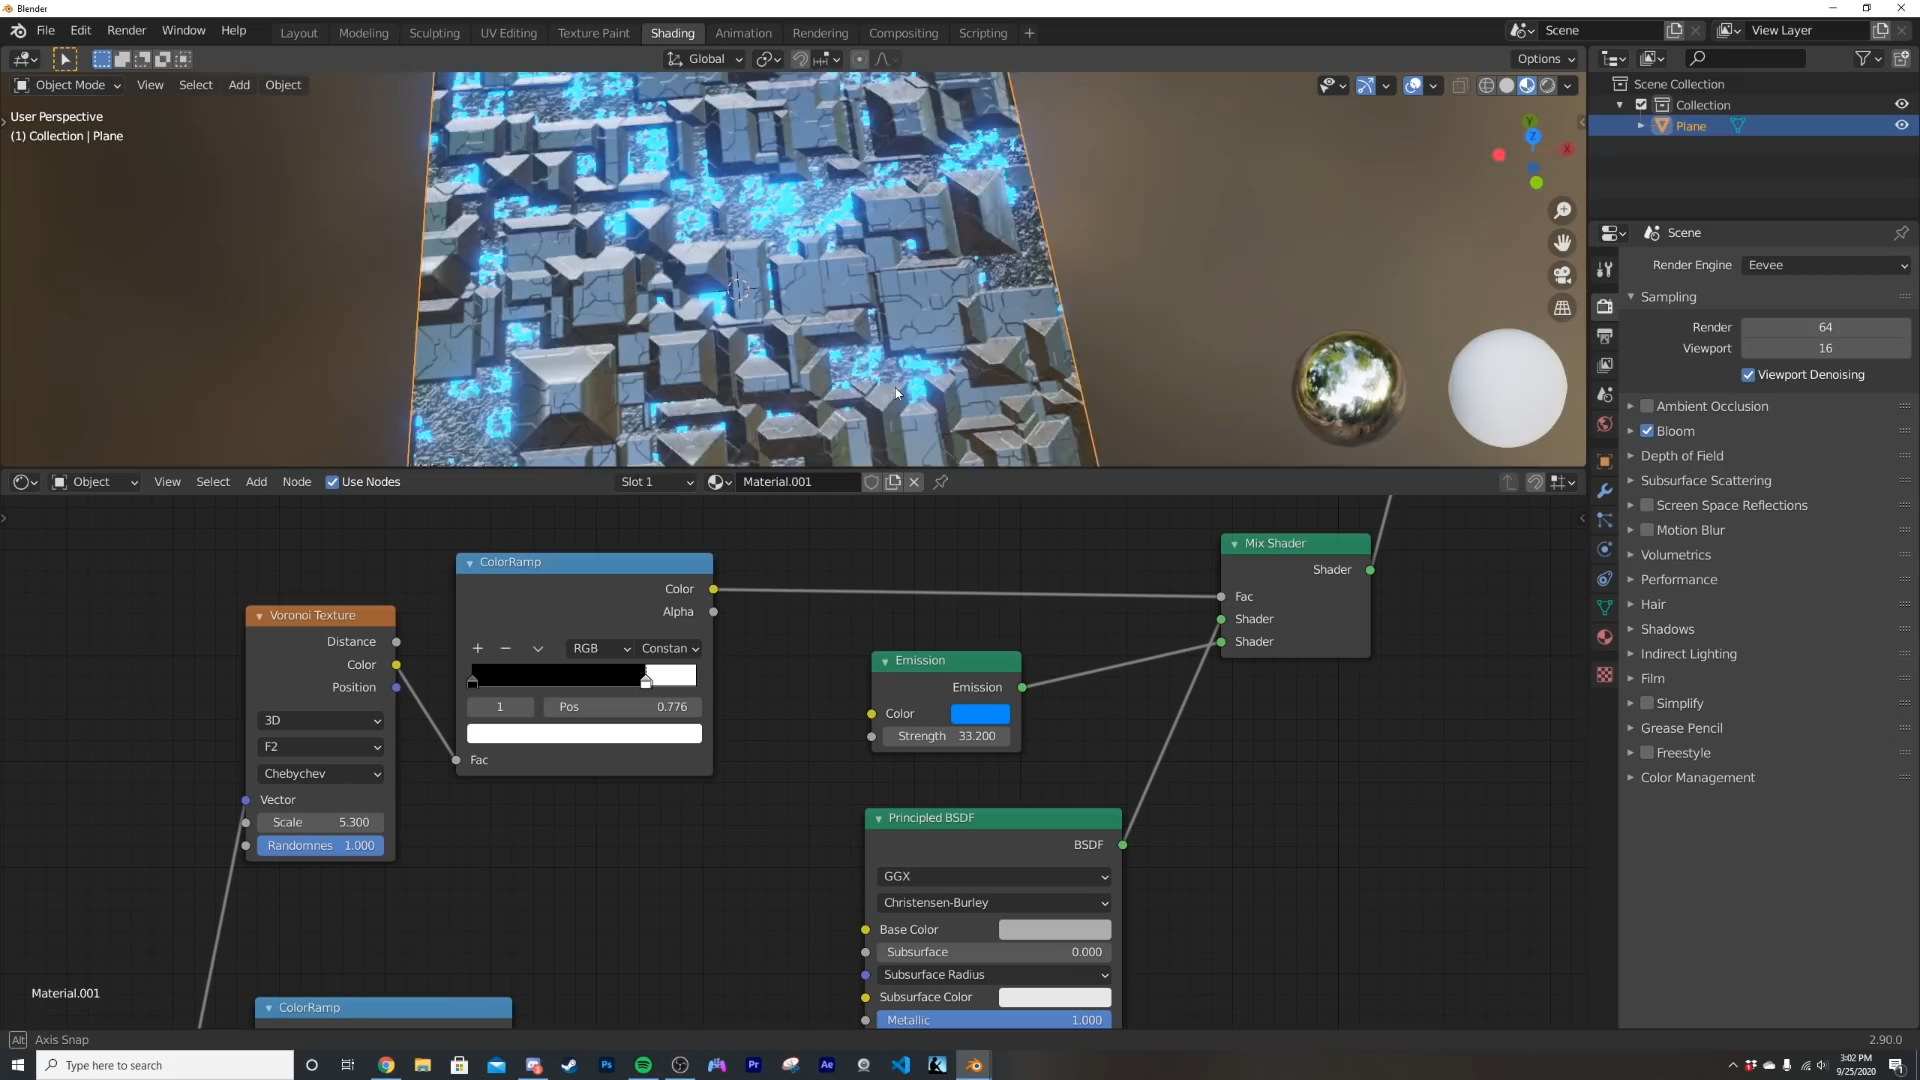 Blender
File Edit Render Window Help
Layout Modeling Sculpting UV Editing Texture Paint Shading Animation Rendering Compositing Scripting +
Scene
View Layer
Global
Options
Object Mode View Select Add Object
User Perspective
(1) Collection | Plane
Y
Z
X
Scene Collection
Collection
Plane
Scene
Render Engine Eevee
Sampling
Render 64
Viewport 16
Viewport Denoising
Ambient Occlusion
Bloom
Depth of Field
Subsurface Scattering
Screen Space Reflections
Motion Blur
Volumetrics
Performance
Hair
Shadows
Indirect Lighting
Film
Simplify
Grease Pencil
Freestyle
Color Management
Object View Select Add Node Use Nodes Slot 1 Material.001
Voronoi Texture
Distance
Color
Position
3D
F2
Chebychev
Vector
Scale 5.300
Randomnes 1.000
ColorRamp
Color
Alpha
+ − RGB Constan
1 Pos 0.776
Fac
Emission
Emission
Color
Strength 33.200
Mix Shader
Shader
Fac
Shader
Shader
Principled BSDF
BSDF
GGX
Christensen-Burley
Base Color
Subsurface 0.000
Subsurface Radius
Subsurface Color
Metallic 1.000
ColorRamp
Material.001
Alt Axis Snap
2.90.0
Type here to search
Ps
Pr
Ae
3:02 PM
9/25/2020